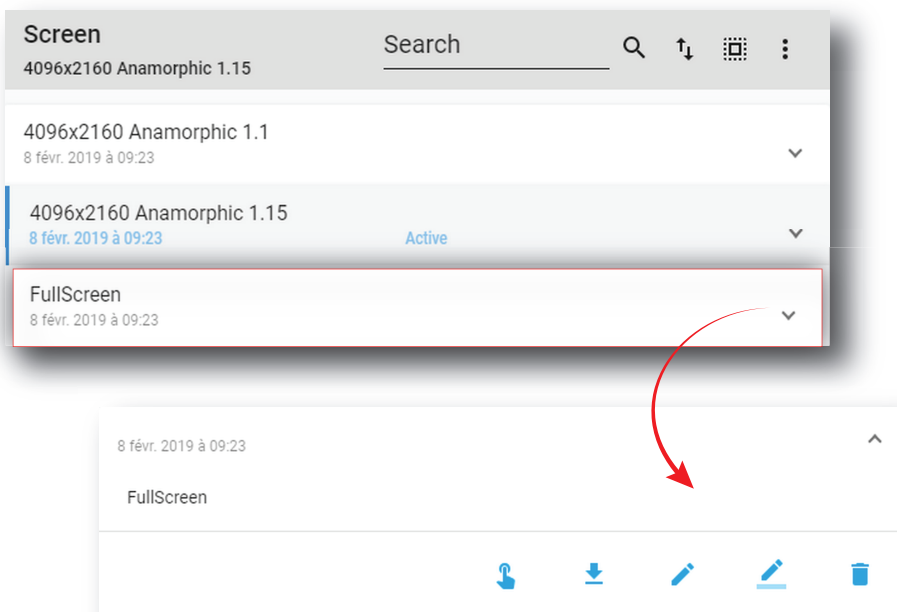 Screen
4096x2160 Anamorphic 1.15
Search
4096x2160 Anamorphic 1.1
8 févr. 2019 à 09:23
4096x2160 Anamorphic 1.15
8 févr. 2019 à 09:23 Active
FullScreen
8 févr. 2019 à 09:23
8 févr. 2019 à 09:23
FullScreen